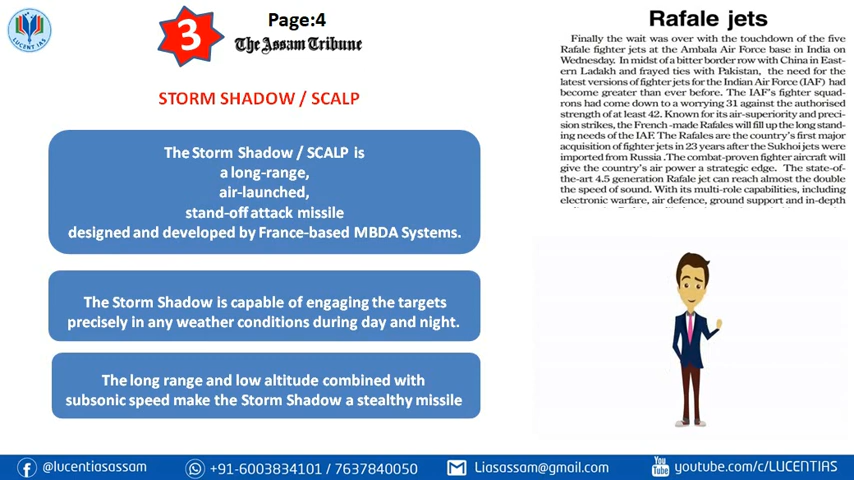 LUCENT IAS
3
Page:4
The Assam Tribune
STORM SHADOW / SCALP
The Storm Shadow / SCALP is
a long-range,
air-launched,
stand-off attack missile
designed and developed by France-based MBDA Systems.
The Storm Shadow is capable of engaging the targets
precisely in any weather conditions during day and night.
The long range and low altitude combined with
subsonic speed make the Storm Shadow a stealthy missile
Rafale jets
Finally the wait was over with the touchdown of the five
Rafale fighter jets at the Ambala Air Force base in India on
Wednesday. In midst of a bitter border row with China in East-
ern Ladakh and frayed ties with Pakistan, the need for the
latest versions of fighter jets for the Indian Air Force (IAF) had
become greater than ever before. The IAF's fighter squad-
rons had come down to a worrying 31 against the authorised
strength of at least 42. Known for its air-superiority and preci-
sion strikes, the French -made Rafales will fill up the long stand-
ing needs of the IAF. The Rafales are the country's first major
acquisition of fighter jets in 23 years after the Sukhoi jets were
imported from Russia .The combat-proven fighter aircraft will
give the country's air power a strategic edge. The state-of-
the-art 4.5 generation Rafale jet can reach almost the double
the speed of sound. With its multi-role capabilities, including
electronic warfare, air defence, ground support and in-depth
@lucentiasassam
+91-6003834101 / 7637840050
Liasassam@gmail.com
You
Tube
youtube.com/c/LUCENTIAS